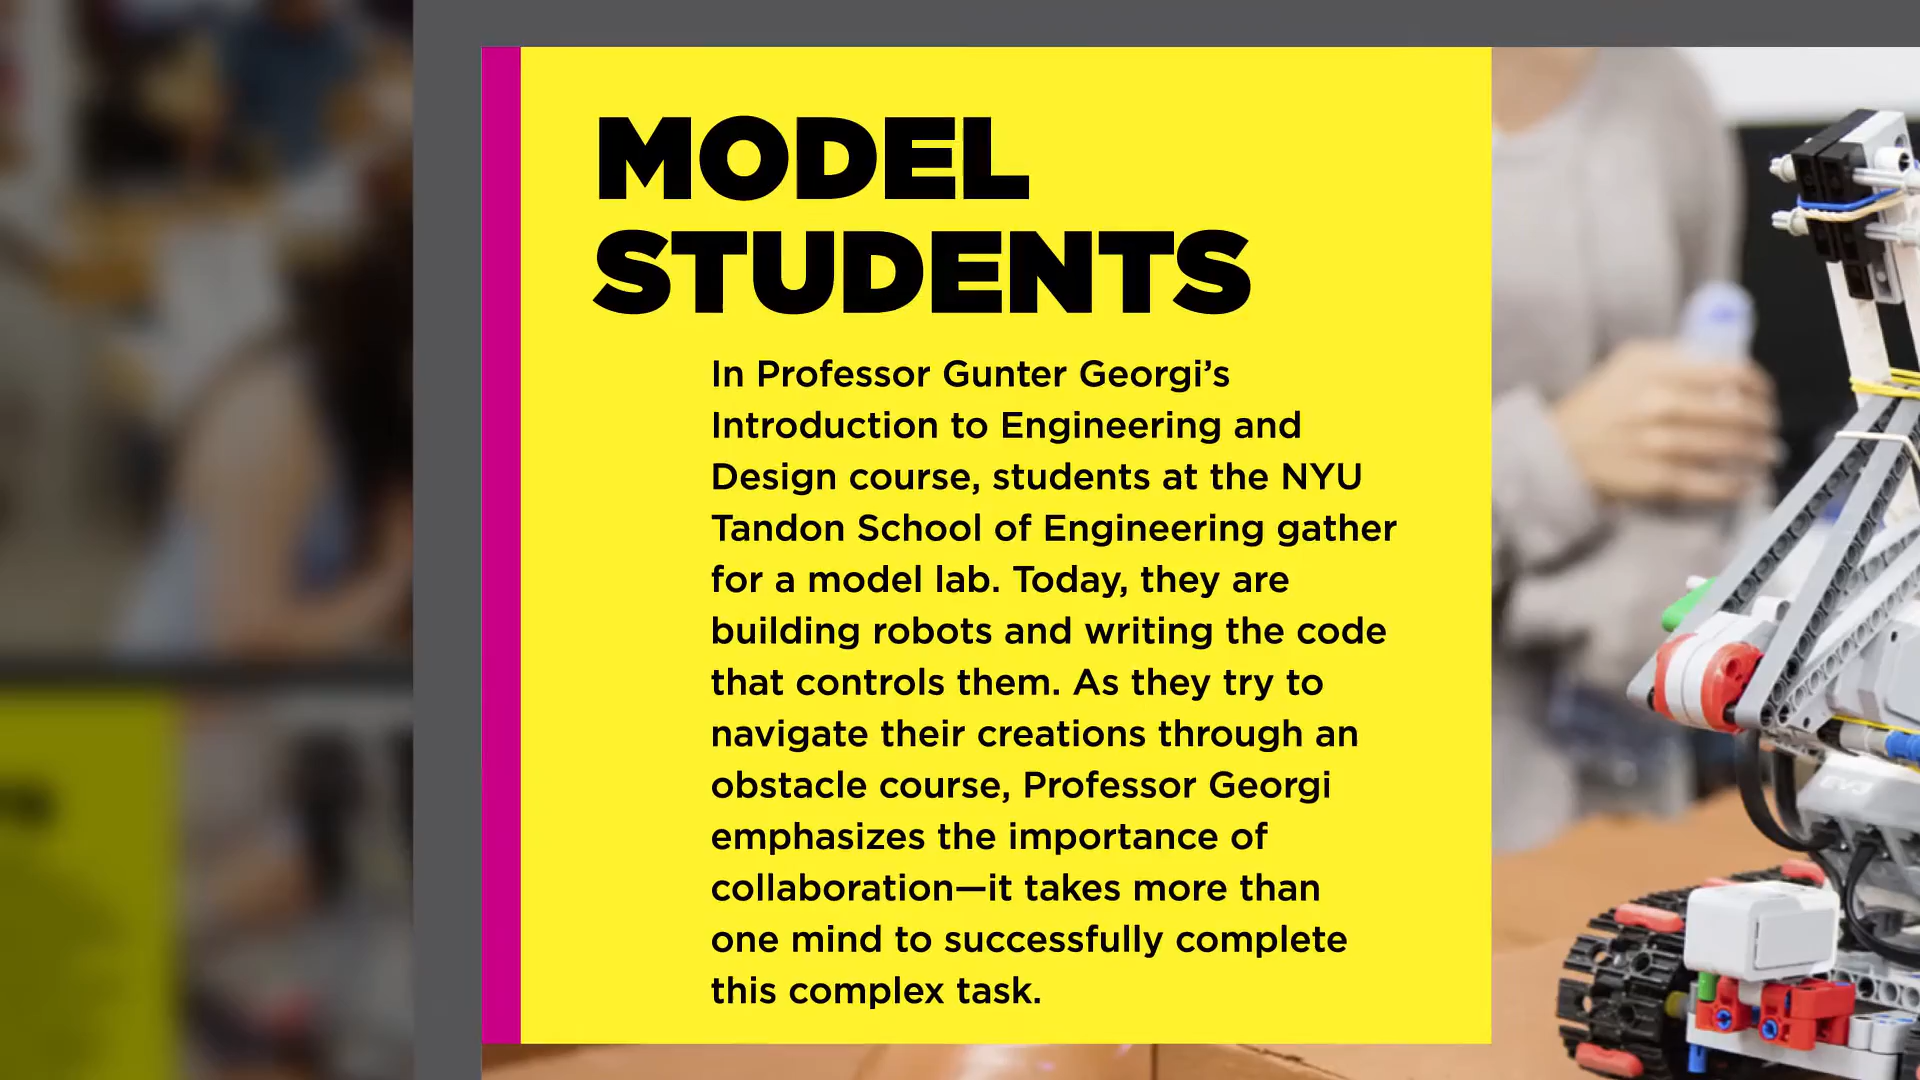 MODEL
STUDENTS
In Professor Gunter Georgi’s
Introduction to Engineering and
Design course, students at the NYU
Tandon School of Engineering gather
for a model lab. Today, they are
building robots and writing the code
that controls them. As they try to
navigate their creations through an
obstacle course, Professor Georgi
emphasizes the importance of
collaboration—it takes more than
one mind to successfully complete
this complex task.
EV3